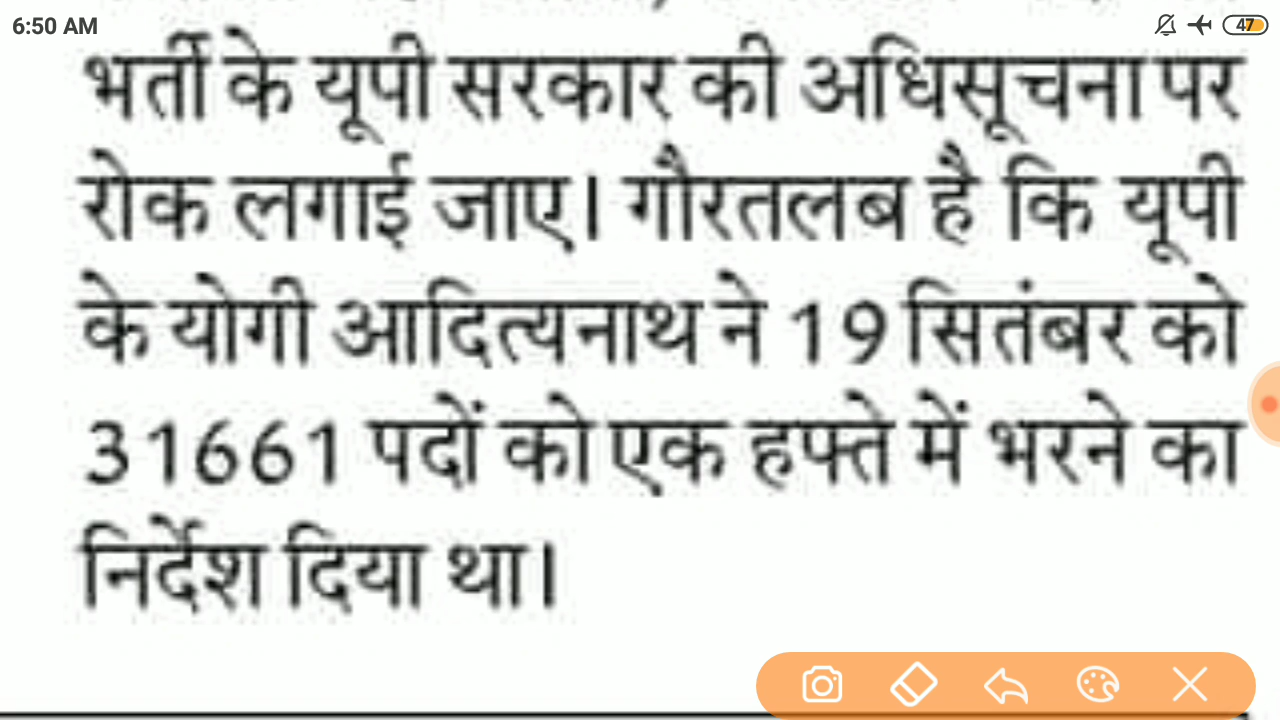 6:50 AM
47
भर्ती के यूपी सरकार की अधिसूचना पर
रोक लगाई जाए। गौरतलब है कि यूपी
के योगी आदित्यनाथ ने 19 सितंबर को
31661 पदों को एक हफ्ते में भरने का
निर्देश दिया था।